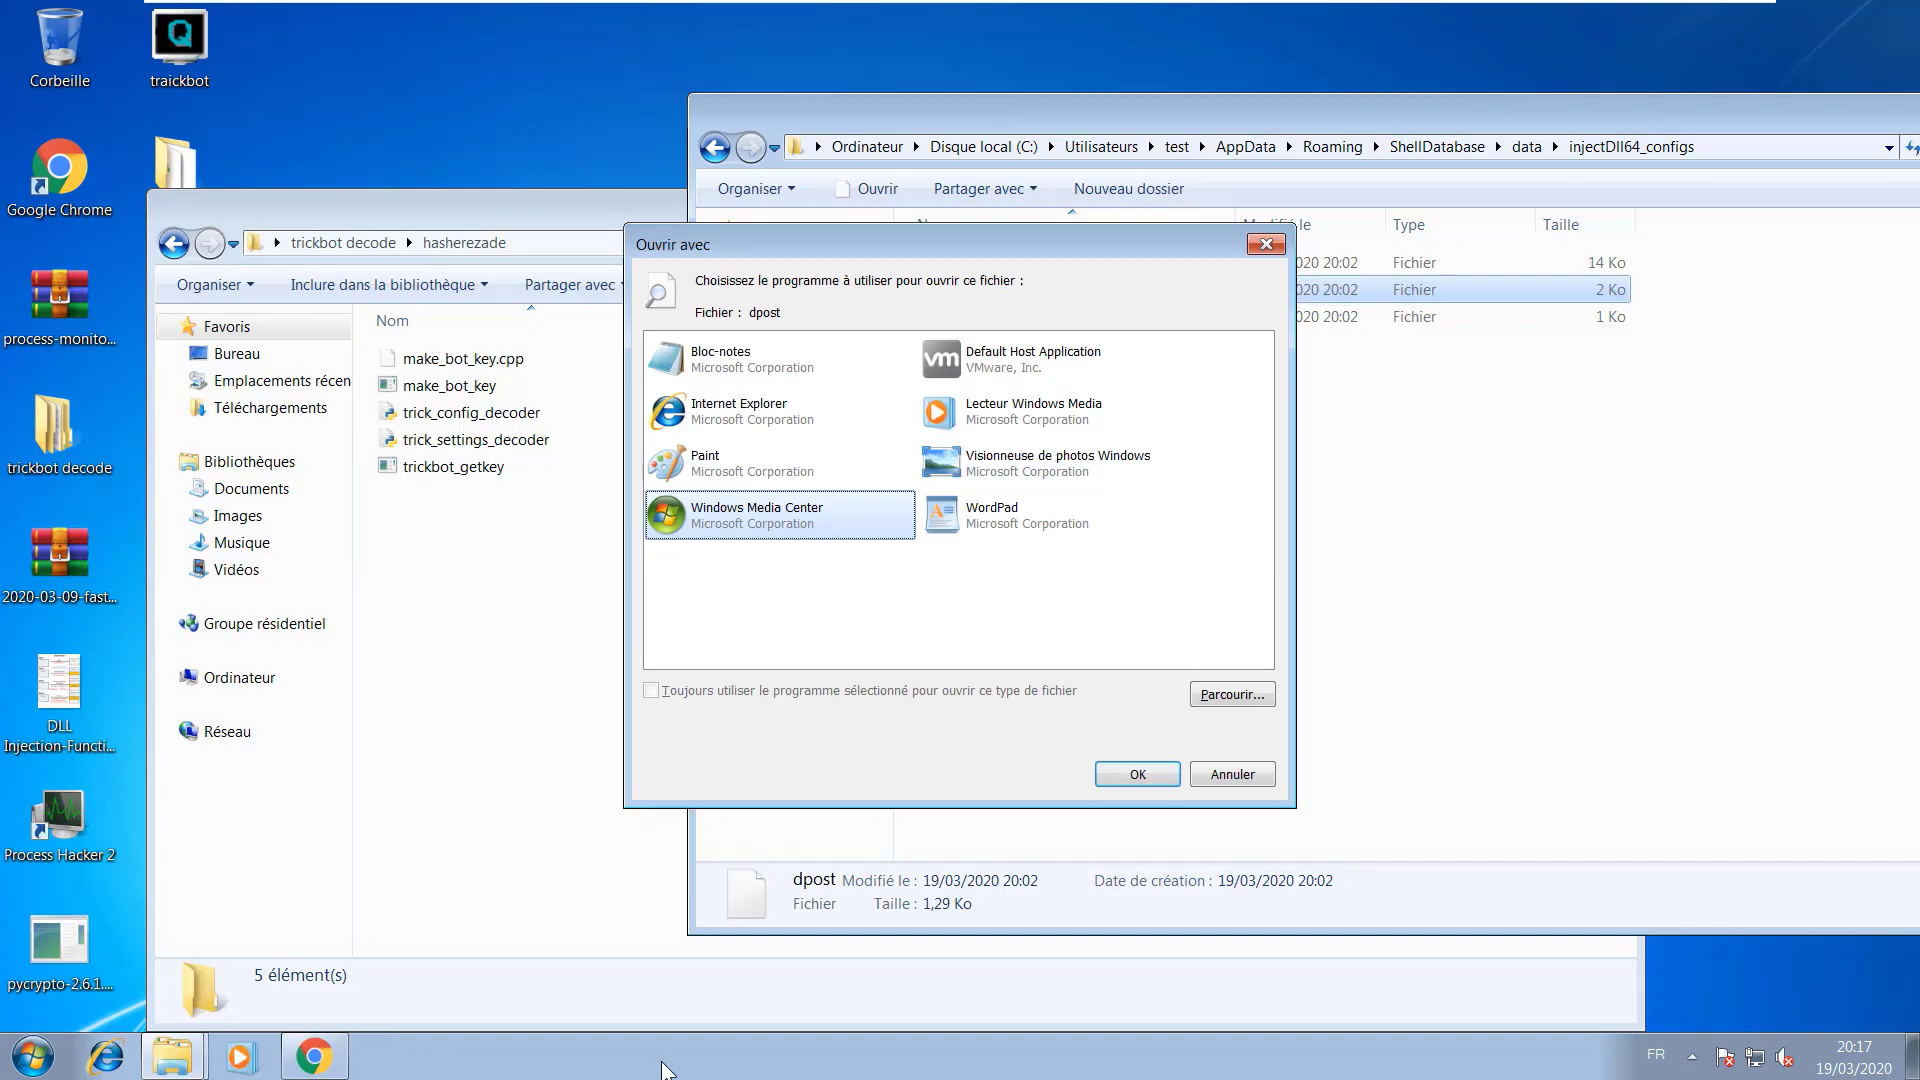 Corbeille
traickbot
Google Chrome
process-monito...
trickbot decode
2020-03-09-fast...
DLL
Injection-Functi...
Process Hacker 2
pycrypto-2.6.1....
trickbot decode
hasherezade
Organiser
Inclure dans la bibliothèque
Partager avec
Favoris
Bureau
Emplacements récen
Téléchargements
Bibliothèques
Documents
Images
Musique
Vidéos
Groupe résidentiel
Ordinateur
Réseau
Nom
make_bot_key.cpp
make_bot_key
trick_config_decoder
trick_settings_decoder
trickbot_getkey
5 élément(s)
Ordinateur
Disque local (C:)
Utilisateurs
test
AppData
Roaming
ShellDatabase
data
injectDll64_configs
Organiser
Ouvrir
Partager avec
Nouveau dossier
Type
Taille
20:02 Fichier 14 Ko
20:02 Fichier 2 Ko
20:02 Fichier 1 Ko
dpost Modifié le : 19/03/2020 20:02 Date de création : 19/03/2020 20:02
Fichier Taille : 1,29 Ko
Ouvrir avec
Choisissez le programme à utiliser pour ouvrir ce fichier :
Fichier : dpost
Bloc-notes
Microsoft Corporation
Default Host Application
VMware, Inc.
Internet Explorer
Microsoft Corporation
Lecteur Windows Media
Microsoft Corporation
Paint
Microsoft Corporation
Visionneuse de photos Windows
Microsoft Corporation
Windows Media Center
Microsoft Corporation
WordPad
Microsoft Corporation
Toujours utiliser le programme sélectionné pour ouvrir ce type de fichier
Parcourir...
OK
Annuler
FR
20:17
19/03/2020